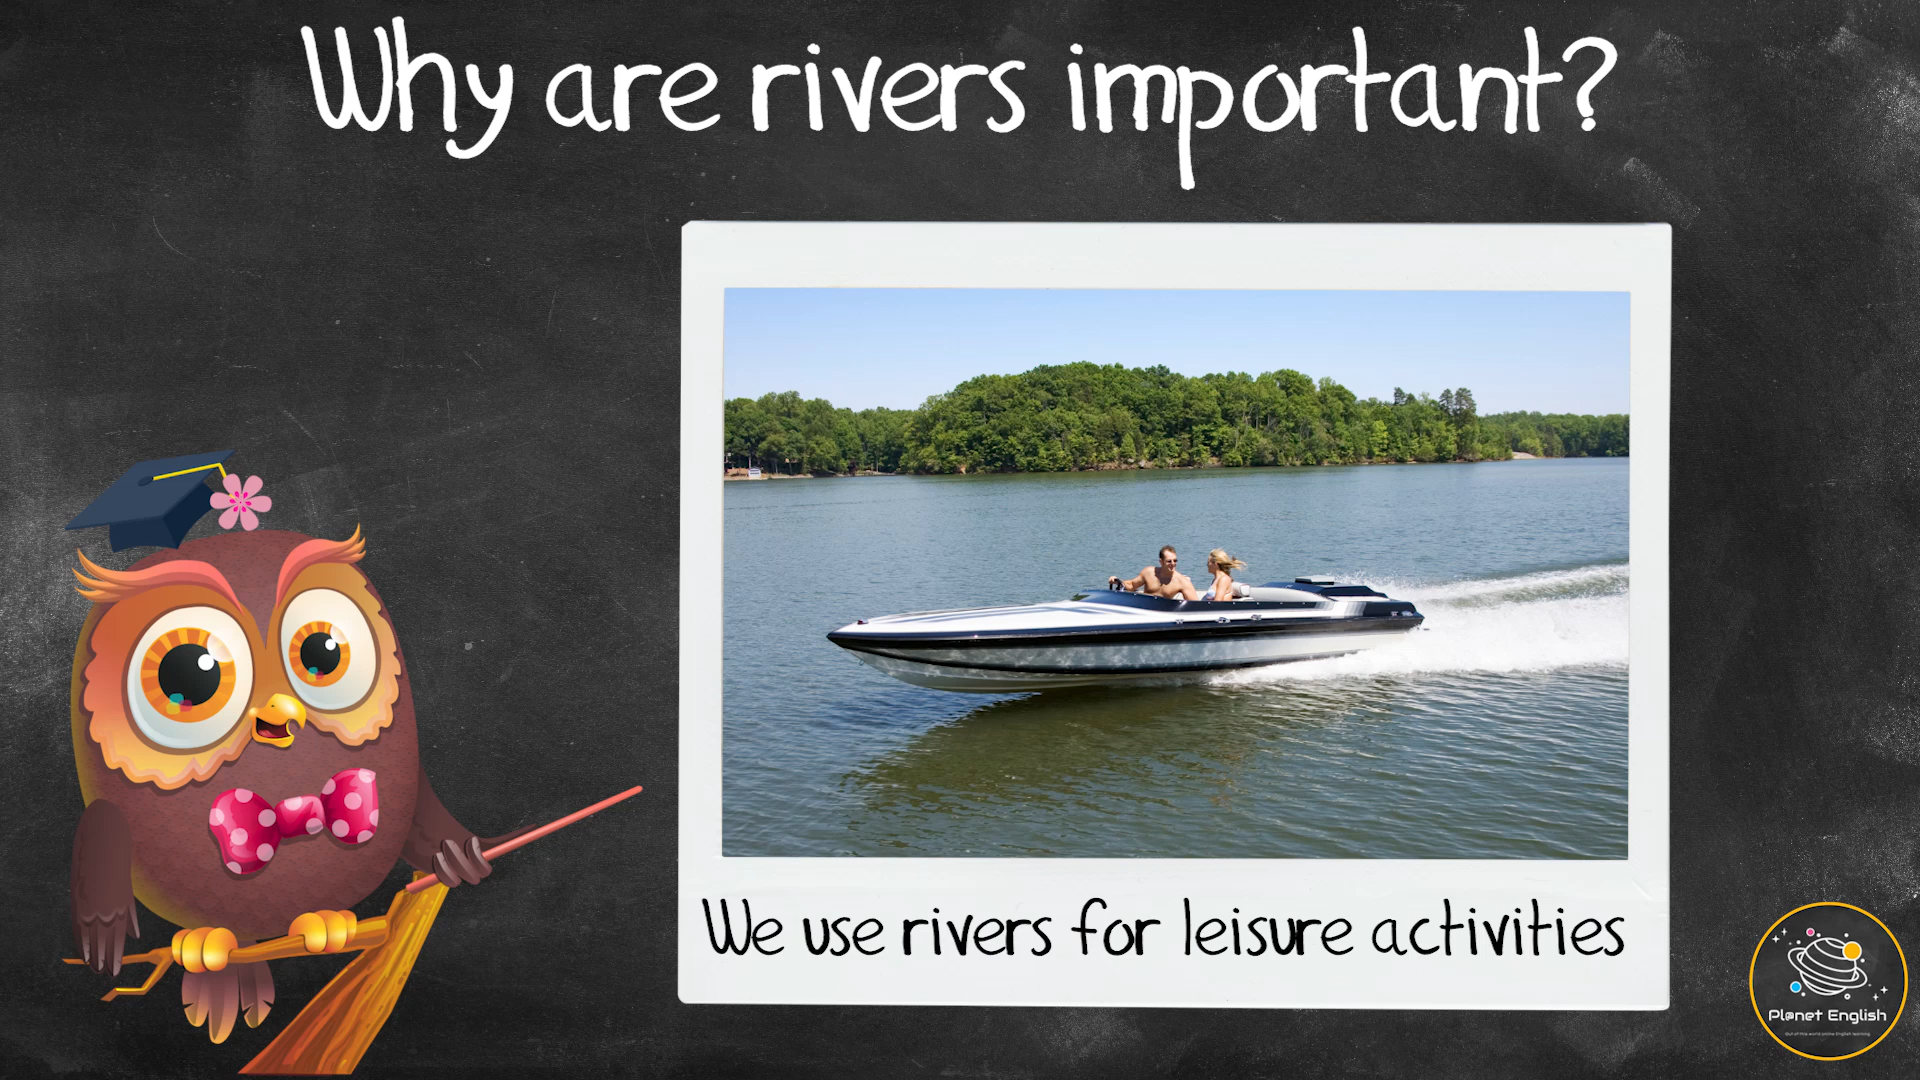 Why are rivers important?
We use rivers for leisure activities
Planet English